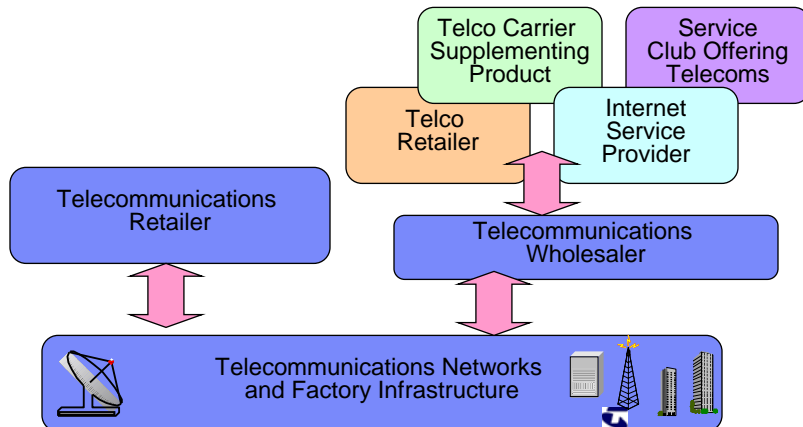 Telco Carrier
Supplementing
Product
Service
Club Offering
Telecoms
Telco
Retailer
Internet
Service
Provider
Telecommunications
Retailer
Telecommunications
Wholesaler
Telecommunications Networks
and Factory Infrastructure